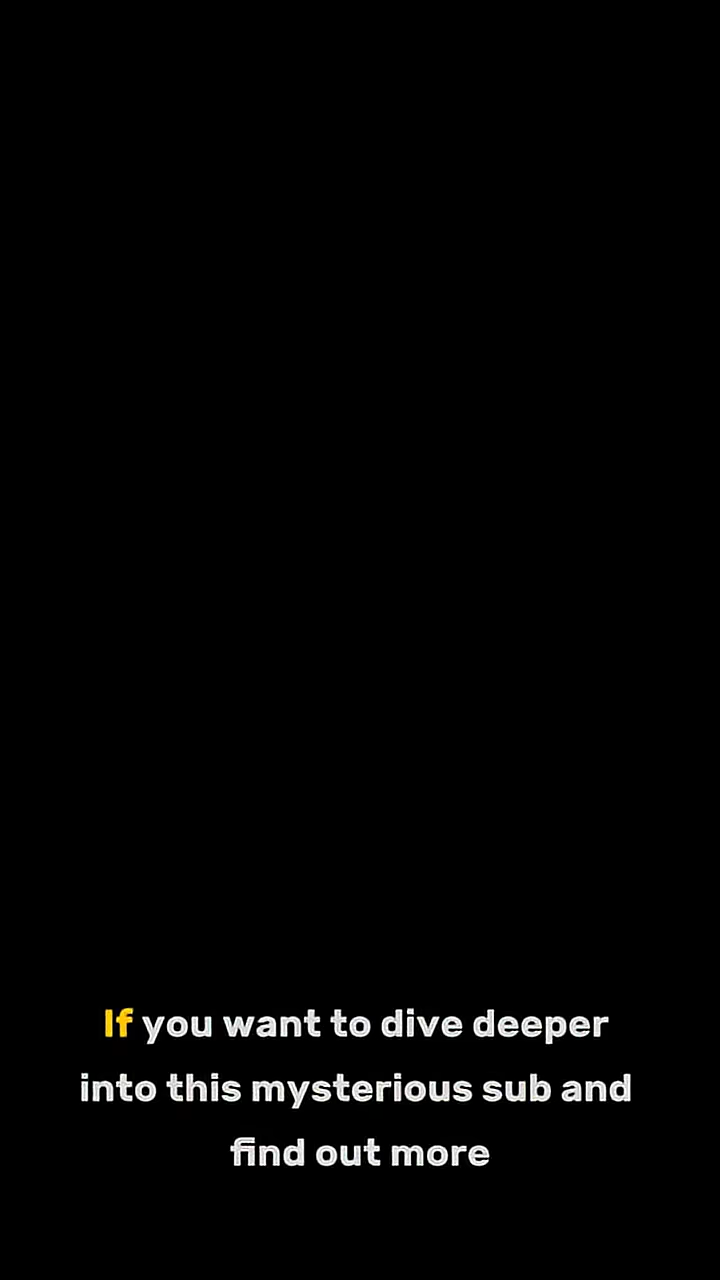 If you want to dive deeper
into this mysterious sub and
find out more